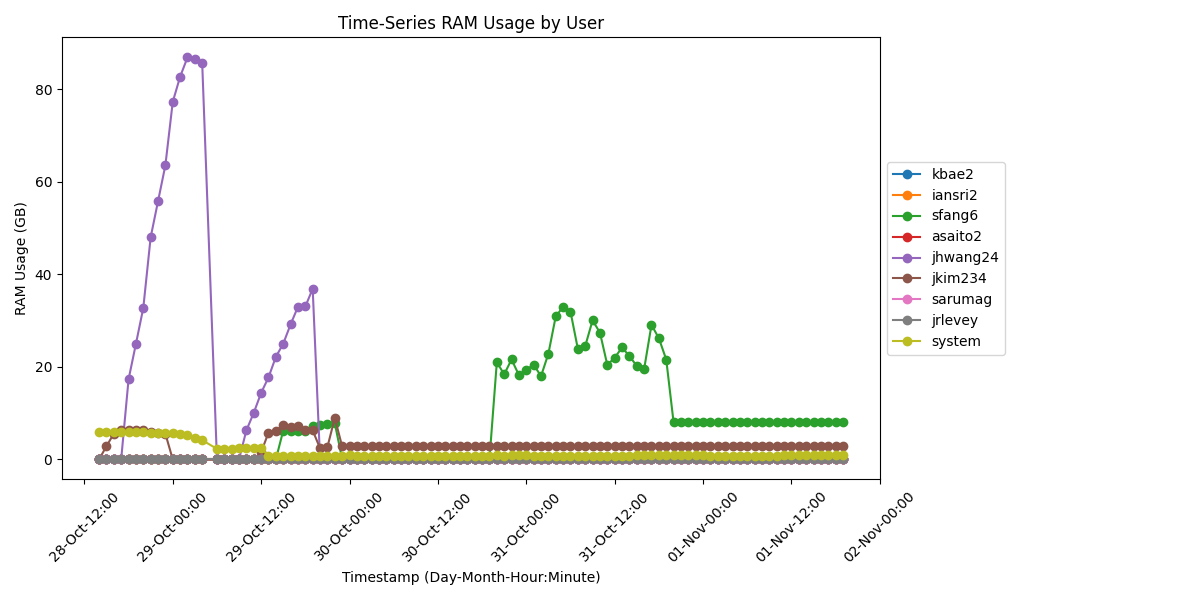 Time-Series RAM Usage by User
RAM Usage (GB)
80
60
40
20
0
28-Oct-12:00
29-Oct-00:00
29-Oct-12:00
30-Oct-00:00
30-Oct-12:00
31-Oct-00:00
31-Oct-12:00
01-Nov-00:00
01-Nov-12:00
02-Nov-00:00
Timestamp (Day-Month-Hour:Minute)
kbae2
iansri2
sfang6
asaito2
jhwang24
jkim234
sarumag
jrlevey
system